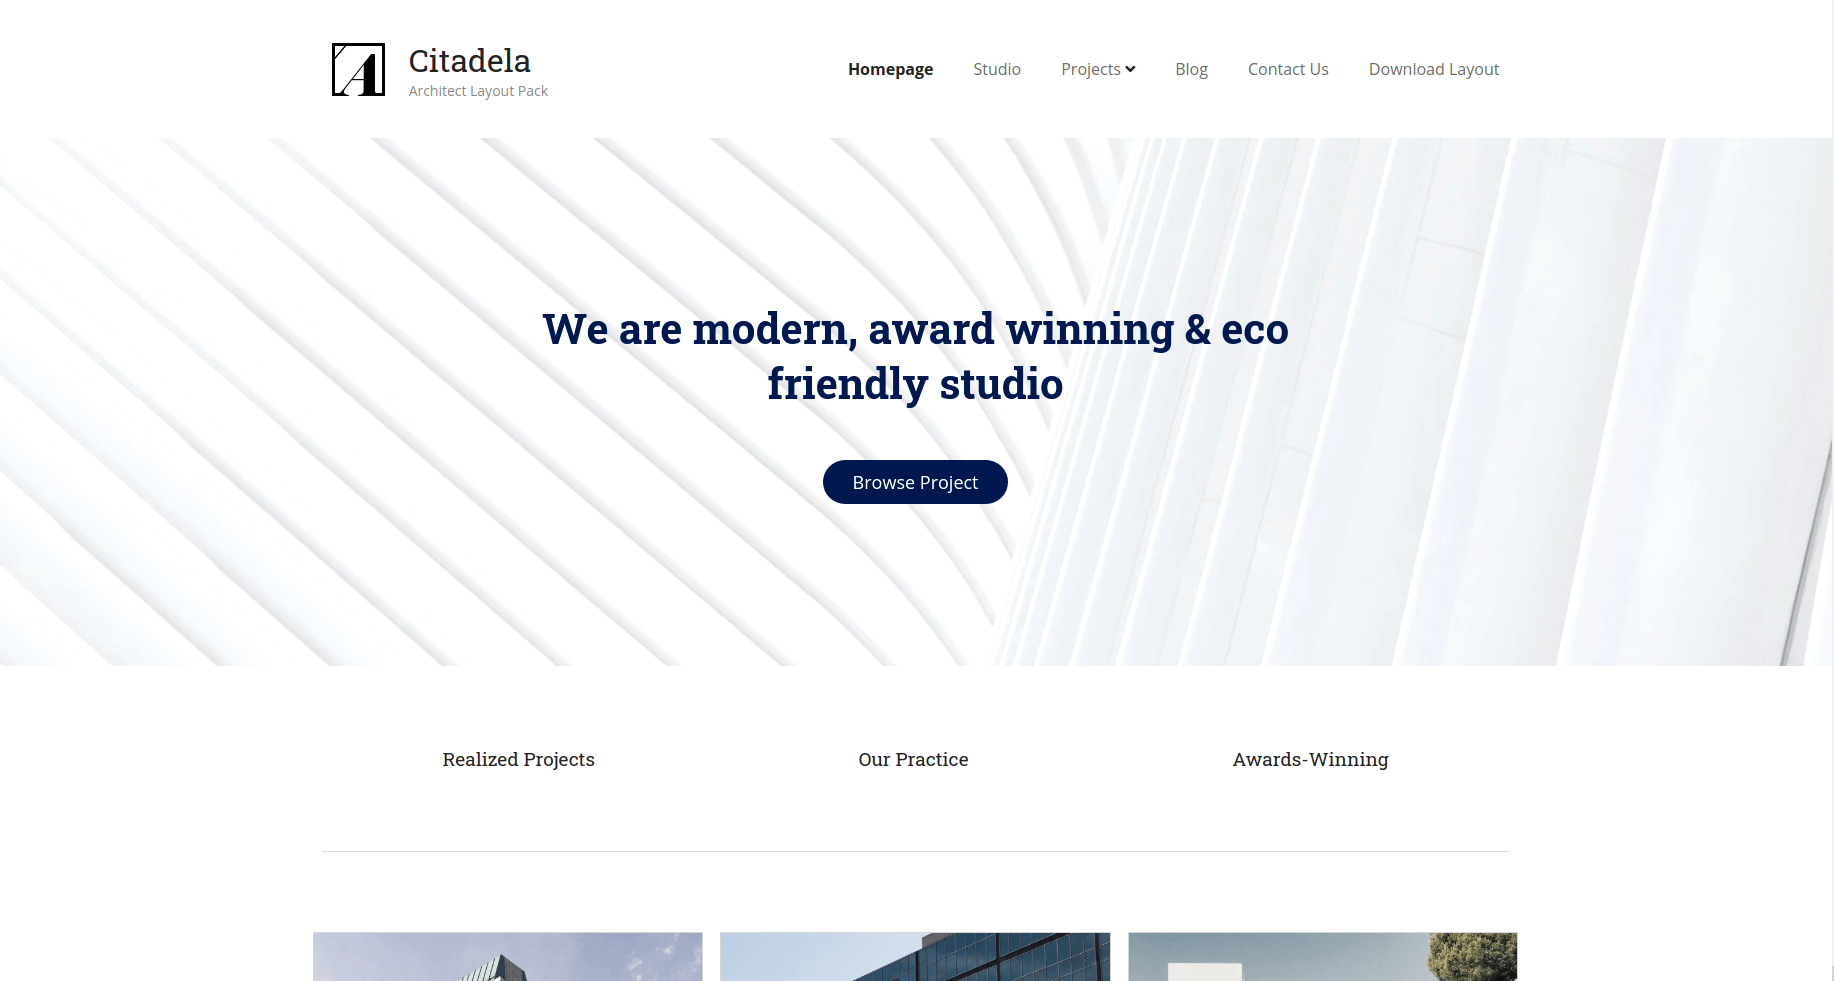 A
Citadela
Architect Layout Pack
Homepage Studio Projects Blog Contact Us Download Layout
We are modern, award winning & eco
friendly studio
Browse Project
Realized Projects Our Practice Awards-Winning